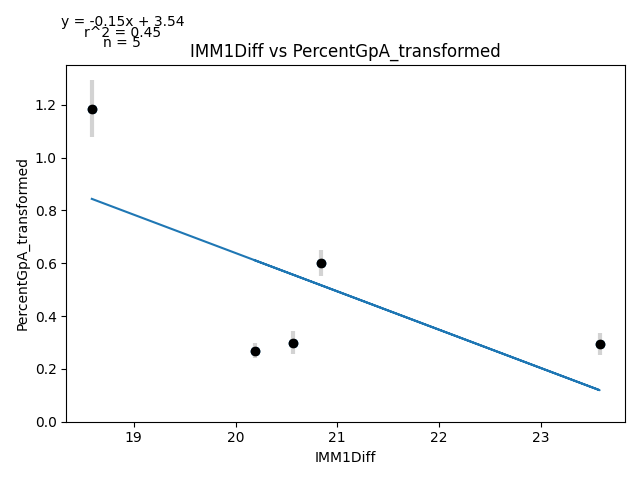 y = -0.15x + 3.54
r^2 = 0.45
n = 5
IMM1Diff vs PercentGpA_transformed
PercentGpA_transformed
1.2
1.0
0.8
0.6
0.4
0.2
0.0
19
20
21
22
23
IMM1Diff